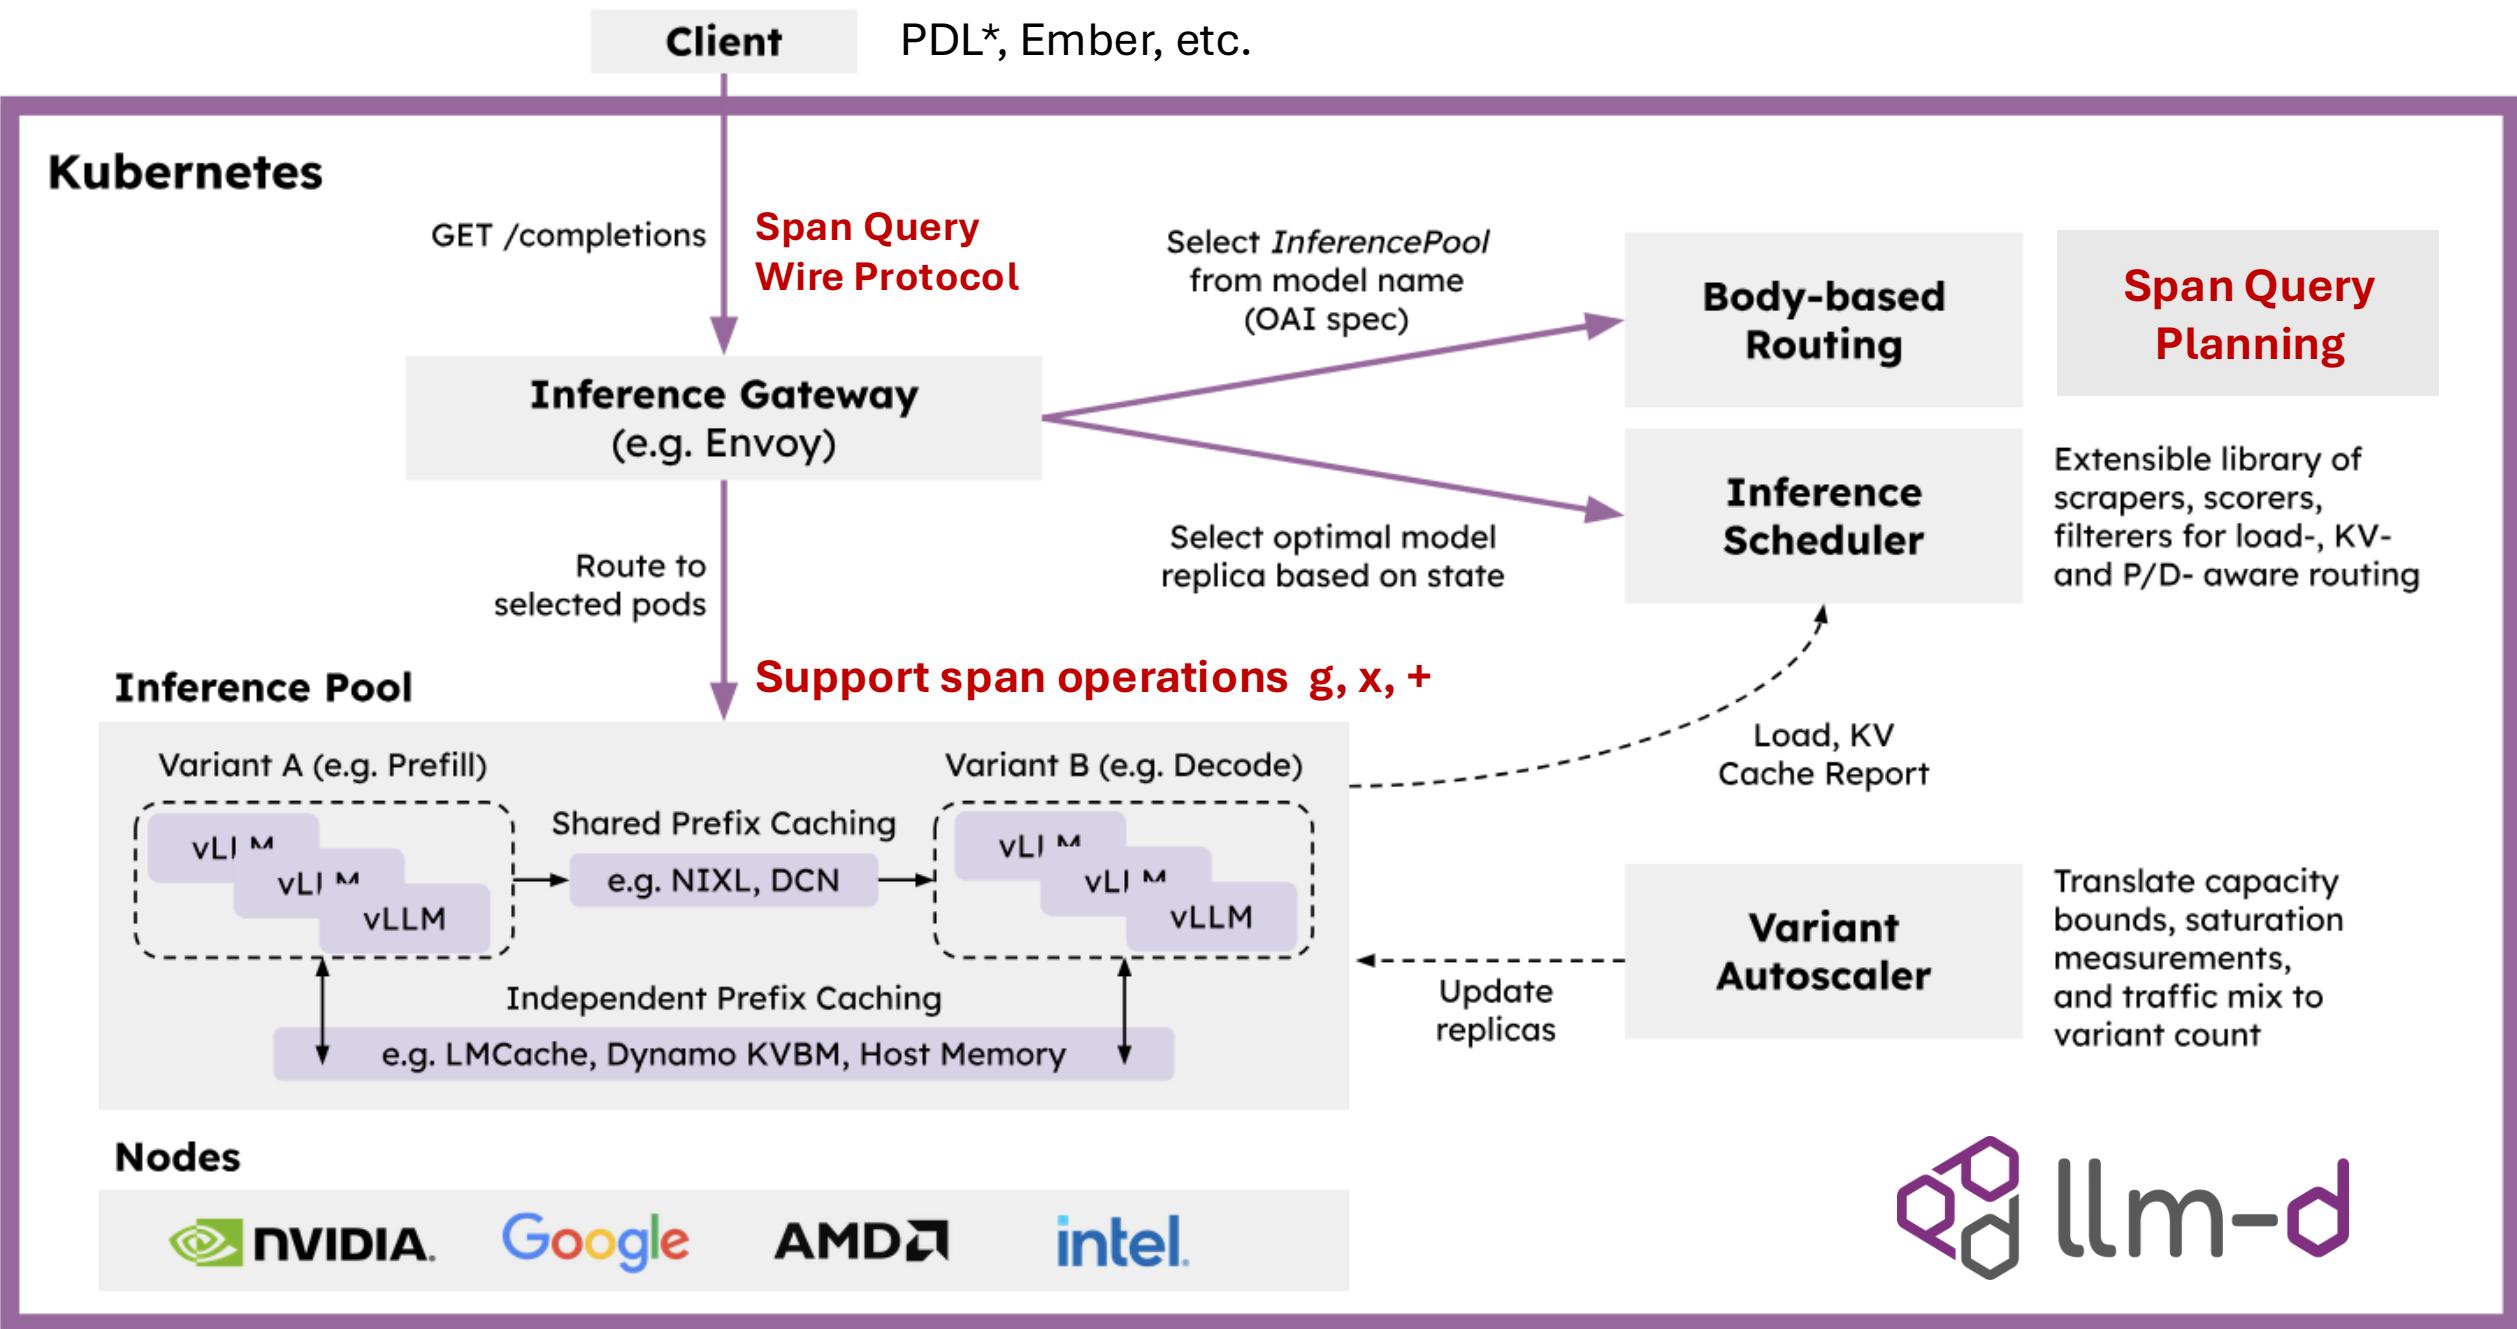 Client
PDL*, Ember, etc.
Kubernetes
GET /completions
Span Query
Wire Protocol
Select InferencePool
from model name
(OAI spec)
Body-based
Routing
Span Query
Planning
Inference Gateway
(e.g. Envoy)
Inference
Scheduler
Extensible library of
scrapers, scorers,
filterers for load-, KV-
and P/D- aware routing
Select optimal model
replica based on state
Route to
selected pods
Support span operations g, x, +
Inference Pool
Load, KV
Cache Report
Variant A (e.g. Prefill)
Variant B (e.g. Decode)
vLLM
vLLM
vLLM
Shared Prefix Caching
e.g. NIXL, DCN
vLLM
vLLM
vLLM
Independent Prefix Caching
e.g. LMCache, Dynamo KVBM, Host Memory
Update
replicas
Variant
Autoscaler
Translate capacity
bounds, saturation
measurements,
and traffic mix to
variant count
Nodes
NVIDIA.
Google
AMD
intel.
llm-d